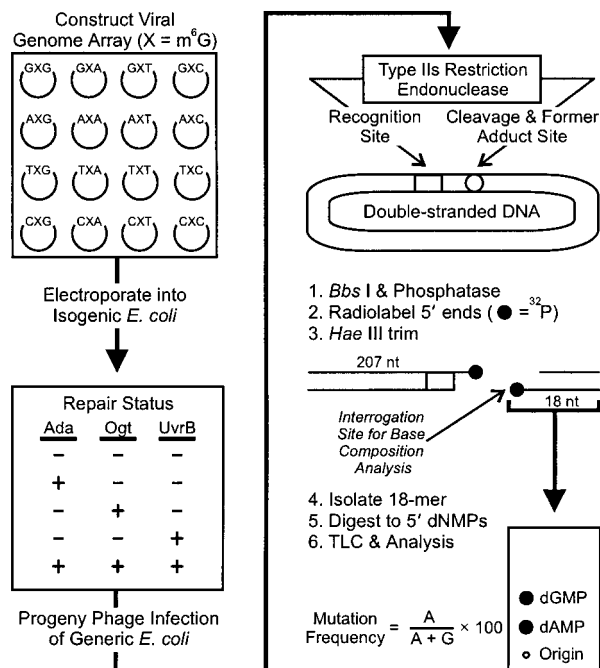 Construct Viral
Genome Array (X = m⁶G)
GXG GXA GXT GXC
AXG AXA AXT AXC
TXG TXA TXT TXC
CXG CXA CXT CXC
Electroporate into
Isogenic E. coli
Repair Status
Ada Ogt UvrB
– – –
+ – –
– + –
– – +
+ + +
Progeny Phage Infection
of Generic E. coli
Type IIs Restriction
Endonuclease
Recognition
Site
Cleavage & Former
Adduct Site
Double-stranded DNA
1. Bbs I & Phosphatase
2. Radiolabel 5′ ends (● = ³²P)
3. Hae III trim
207 nt
18 nt
Interrogation
Site for Base
Composition
Analysis
4. Isolate 18-mer
5. Digest to 5′ dNMPs
6. TLC & Analysis
Mutation
Frequency = A / A + G × 100
dGMP
dAMP
Origin